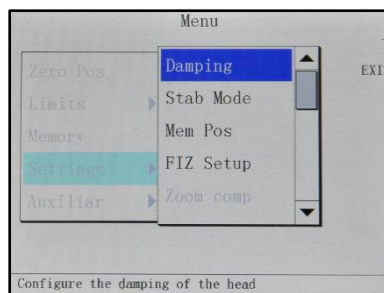 Menu
Zero Pos
Limits
Memory
Settings
Auxiliar
Damping
Stab Mode
Mem Pos
FIZ Setup
Zoom comp
EXI
Configure the damping of the head